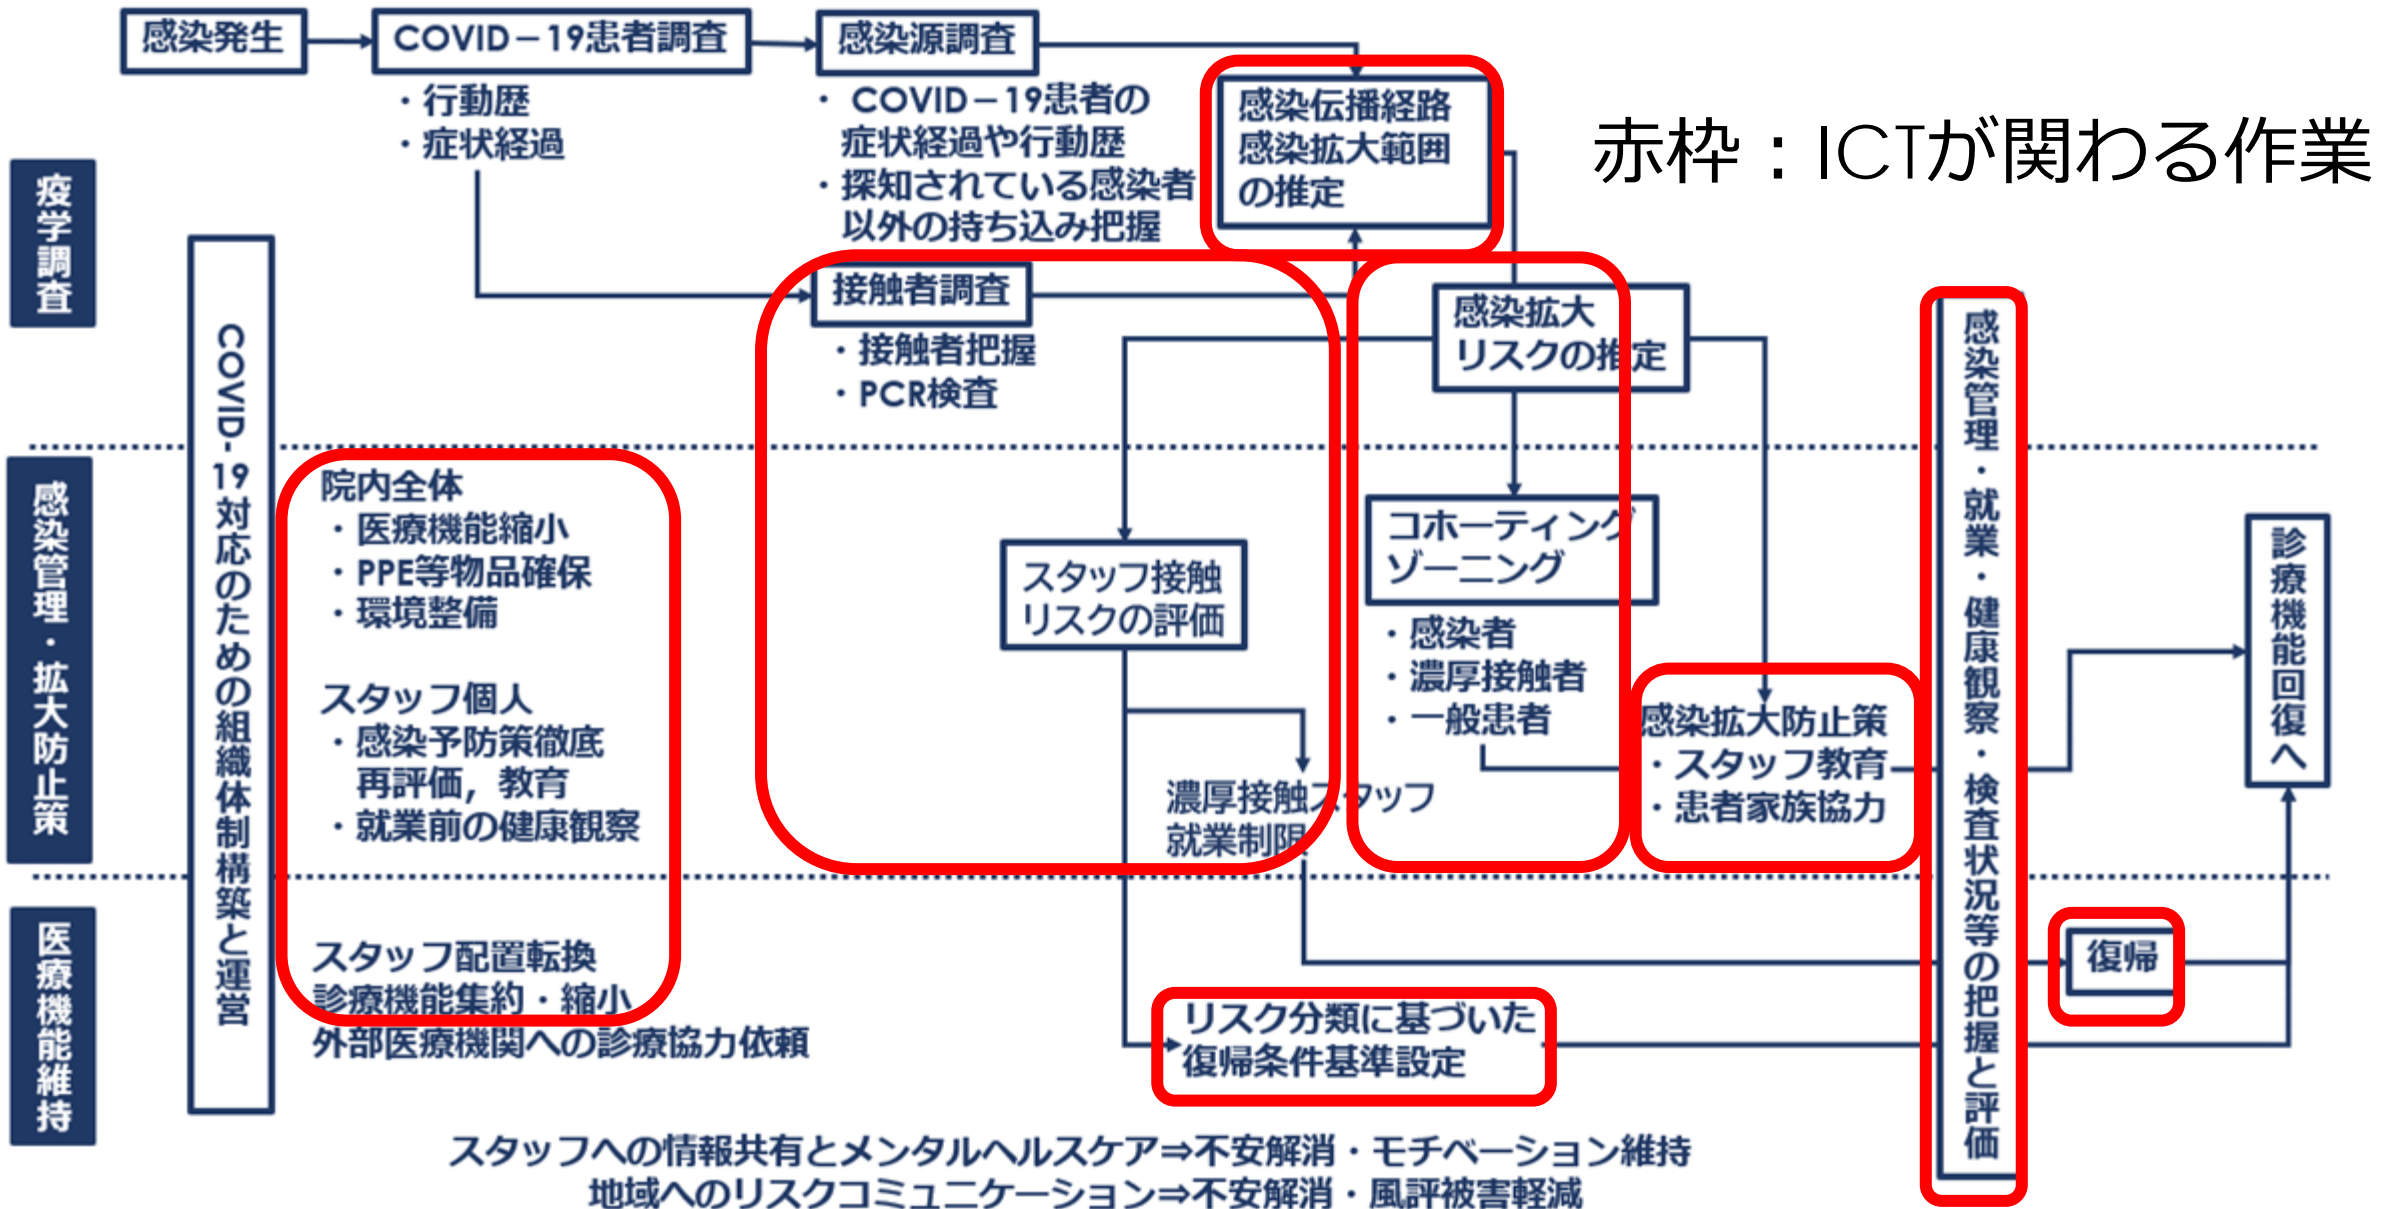 感染発生
COVID－19患者調査
・行動歴
・症状経過
感染源調査
・COVID－19患者の
症状経過や行動歴
・探知されている感染者
以外の持ち込み把握
感染伝播経路
感染拡大範囲
の推定
赤枠：ICTが関わる作業
疫学調査
接触者調査
・接触者把握
・PCR検査
感染拡大
リスクの推定
COVID-19対応のための組織体制構築と運営
感染管理・拡大防止策
院内全体
・医療機能縮小
・PPE等物品確保
・環境整備
スタッフ個人
・感染予防策徹底
再評価，教育
・就業前の健康観察
スタッフ接触
リスクの評価
濃厚接触スタッフ
就業制限
コホーティング
ゾーニング
・感染者
・濃厚接触者
・一般患者
感染拡大防止策
・スタッフ教育
・患者家族協力
感染管理・就業・健康観察・検査状況等の把握と評価
診療機能回復へ
医療機能維持
スタッフ配置転換
診療機能集約・縮小
外部医療機関への診療協力依頼
リスク分類に基づいた
復帰条件基準設定
復帰
スタッフへの情報共有とメンタルヘルスケア⇒不安解消・モチベーション維持
地域へのリスクコミュニケーション⇒不安解消・風評被害軽減